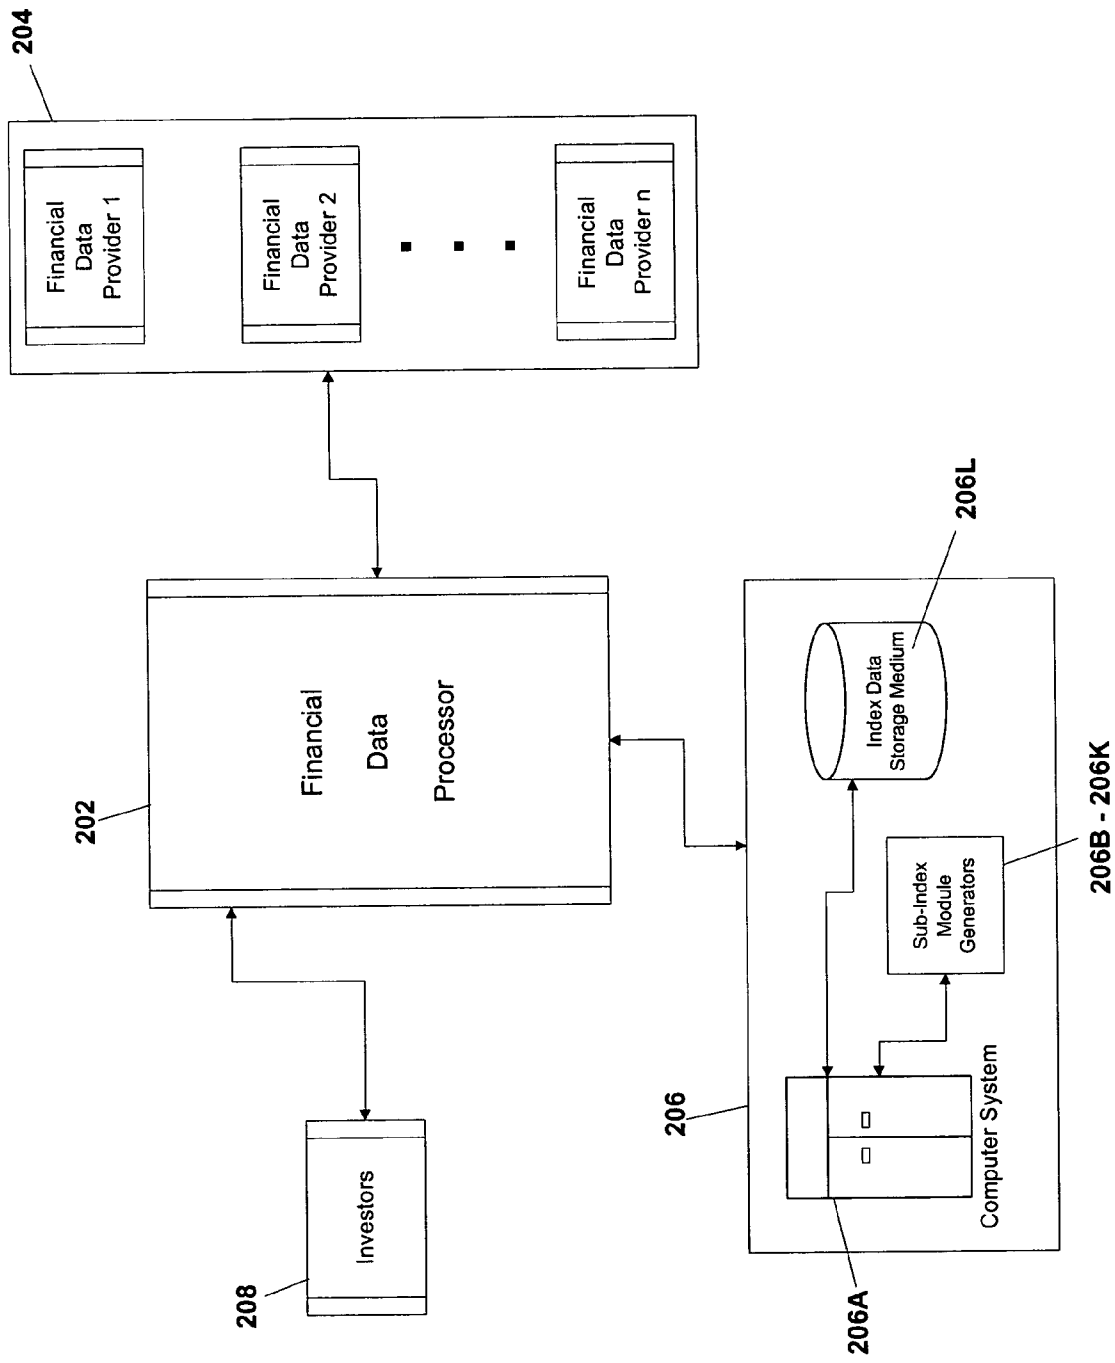 204
Financial
Data
Provider 1
Financial
Data
Provider 2
Financial
Data
Provider n
202
Financial
Data
Processor
208
Investors
206
206A
Computer System
Sub-Index
Module
Generators
206B - 206K
Index Data
Storage Medium
206L